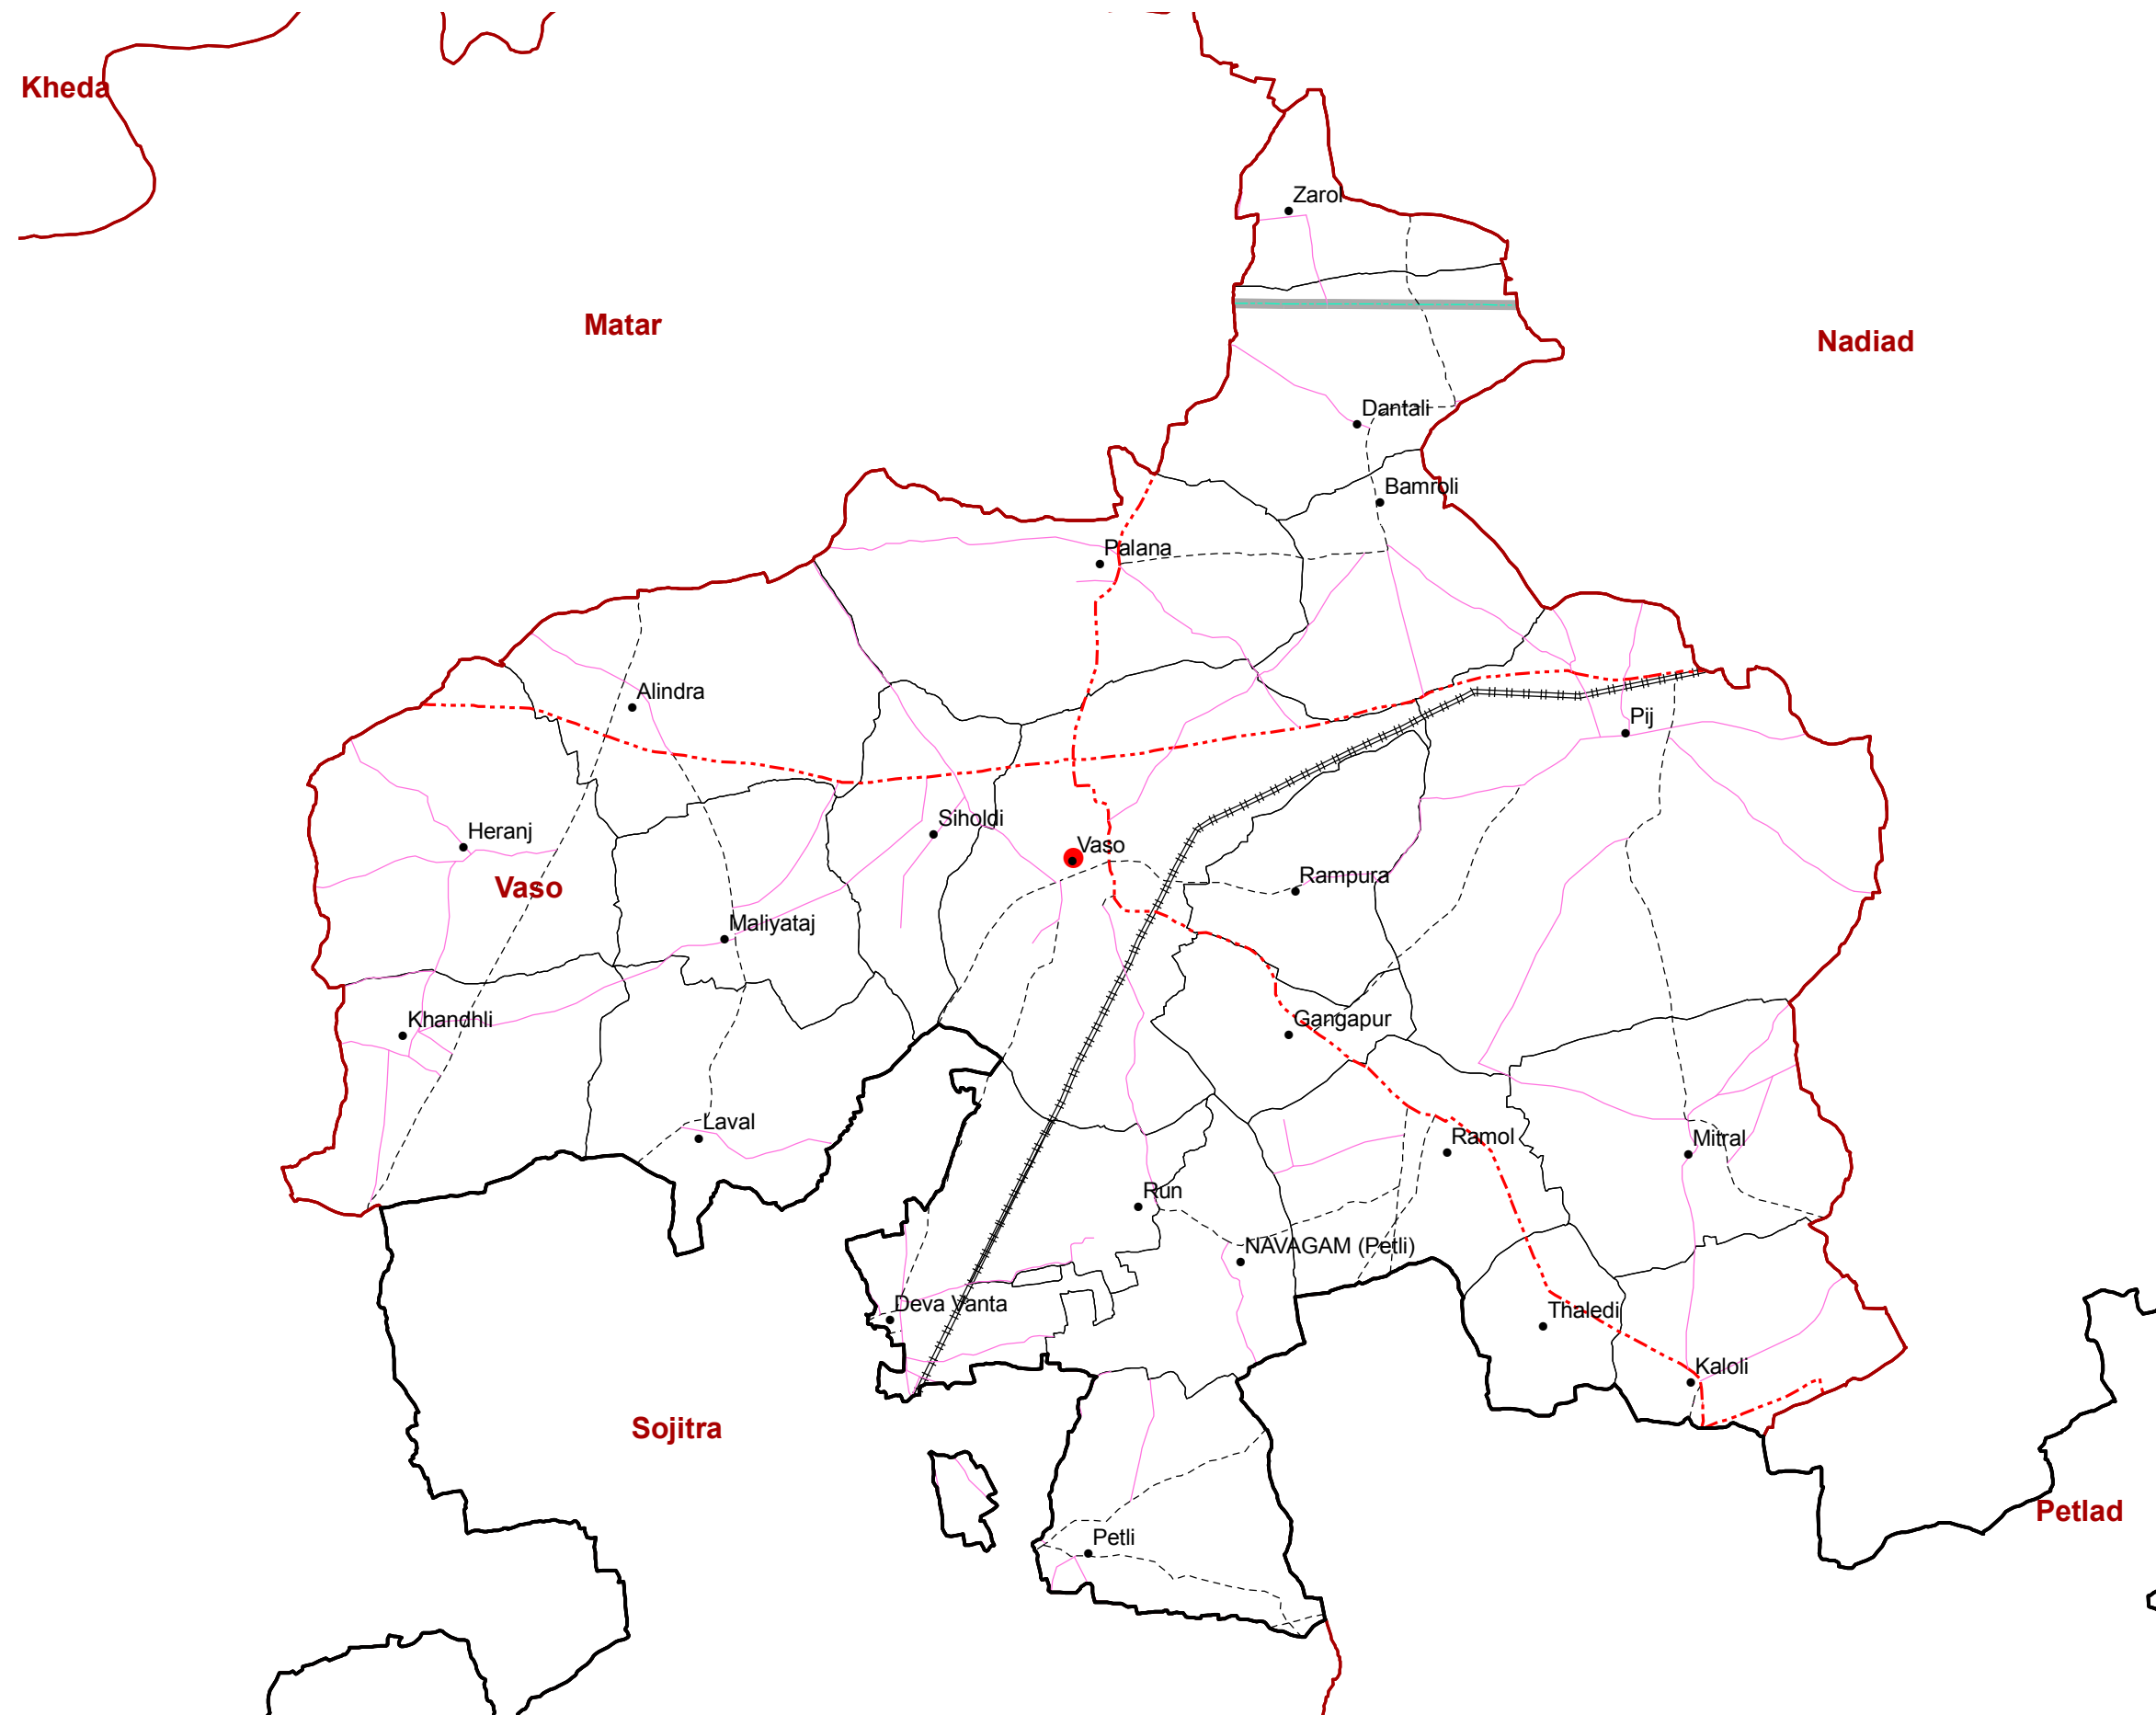 Kheda
Zarol
Matar
Nadiad
Dantali
Bamroli
Palana
Alindra
Pij
Siholdi
Heranj
Vaso
Rampura
Vaso
Maliyataj
Khandhli
Gangapur
Laval
Ramol
Mitral
Run
NAVAGAM (Petli)
Deva Vanta
Thaledi
Kaloli
Sojitra
Petlad
Petli